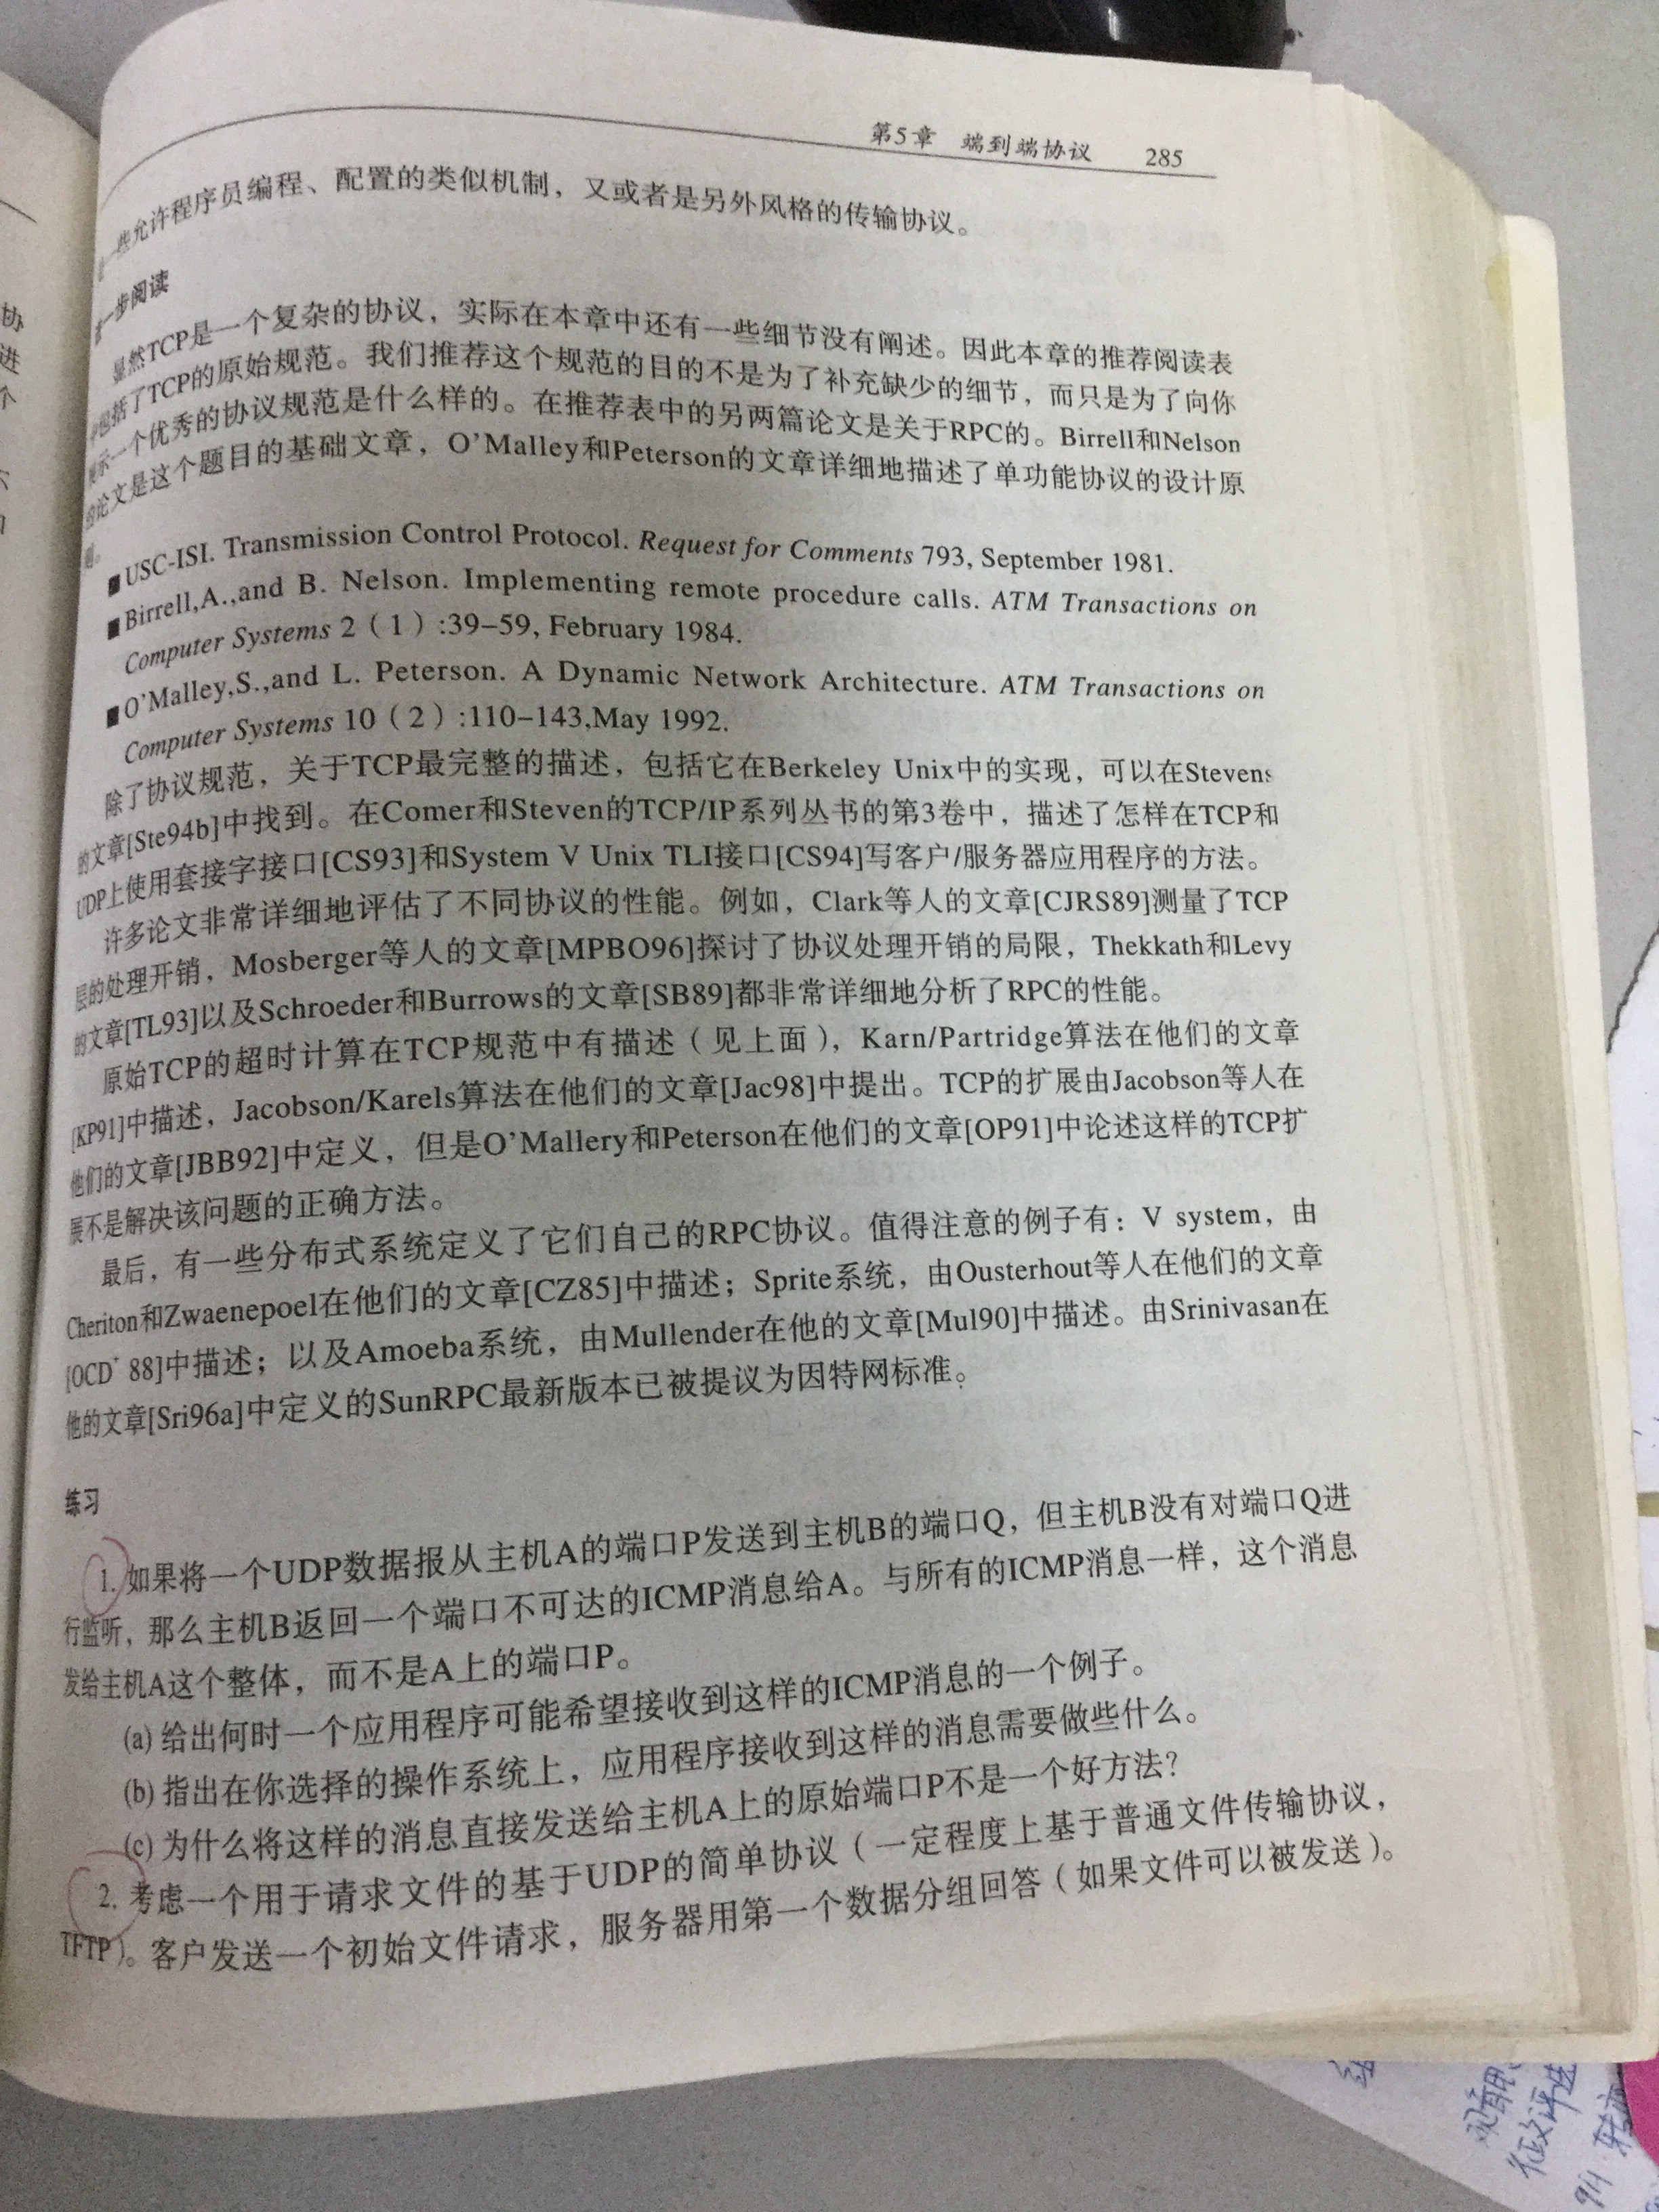 协
进
个
第5章 端到端协议 285
一些允许程序员编程、配置的类似机制，又或者是另外风格的传输协议。
一步阅读
显然TCP是一个复杂的协议，实际在本章中还有一些细节没有阐述。因此本章的推荐阅读表
中包括了TCP的原始规范。我们推荐这个规范的目的不是为了补充缺少的细节，而只是为了向你
展示一个优秀的协议规范是什么样的。在推荐表中的另两篇论文是关于RPC的。Birrell和Nelson
的论文是这个题目的基础文章，O'Malley和Peterson的文章详细地描述了单功能协议的设计原
则。
■USC-ISI. Transmission Control Protocol. Request for Comments 793, September 1981.
■Birrell,A.,and B. Nelson. Implementing remote procedure calls. ATM Transactions on
Computer Systems 2（1）:39–59, February 1984.
■O'Malley,S.,and L. Peterson. A Dynamic Network Architecture. ATM Transactions on
Computer Systems 10（2）:110–143,May 1992.
除了协议规范，关于TCP最完整的描述，包括它在Berkeley Unix中的实现，可以在Stevens
的文章[Ste94b]中找到。在Comer和Steven的TCP/IP系列丛书的第3卷中，描述了怎样在TCP和
UDP上使用套接字接口[CS93]和System V Unix TLI接口[CS94]写客户/服务器应用程序的方法。
许多论文非常详细地评估了不同协议的性能。例如，Clark等人的文章[CJRS89]测量了TCP
层的处理开销，Mosberger等人的文章[MPBO96]探讨了协议处理开销的局限，Thekkath和Levy
的文章[TL93]以及Schroeder和Burrows的文章[SB89]都非常详细地分析了RPC的性能。
原始TCP的超时计算在TCP规范中有描述（见上面），Karn/Partridge算法在他们的文章
[KP91]中描述，Jacobson/Karels算法在他们的文章[Jac98]中提出。TCP的扩展由Jacobson等人在
他们的文章[JBB92]中定义，但是O'Mallery和Peterson在他们的文章[OP91]中论述这样的TCP扩
展不是解决该问题的正确方法。
最后，有一些分布式系统定义了它们自己的RPC协议。值得注意的例子有：V system，由
Cheriton和Zwaenepoel在他们的文章[CZ85]中描述；Sprite系统，由Ousterhout等人在他们的文章
[OCD+ 88]中描述；以及Amoeba系统，由Mullender在他的文章[Mul90]中描述。由Srinivasan在
他的文章[Sri96a]中定义的SunRPC最新版本已被提议为因特网标准。
练习
1. 如果将一个UDP数据报从主机A的端口P发送到主机B的端口Q，但主机B没有对端口Q进
行监听，那么主机B返回一个端口不可达的ICMP消息给A。与所有的ICMP消息一样，这个消息
发给主机A这个整体，而不是A上的端口P。
(a) 给出何时一个应用程序可能希望接收到这样的ICMP消息的一个例子。
(b) 指出在你选择的操作系统上，应用程序接收到这样的消息需要做些什么。
(c) 为什么将这样的消息直接发送给主机A上的原始端口P不是一个好方法？
2. 考虑一个用于请求文件的基于UDP的简单协议（一定程度上基于普通文件传输协议，
TFTP）。客户发送一个初始文件请求，服务器用第一个数据分组回答（如果文件可以被发送）。